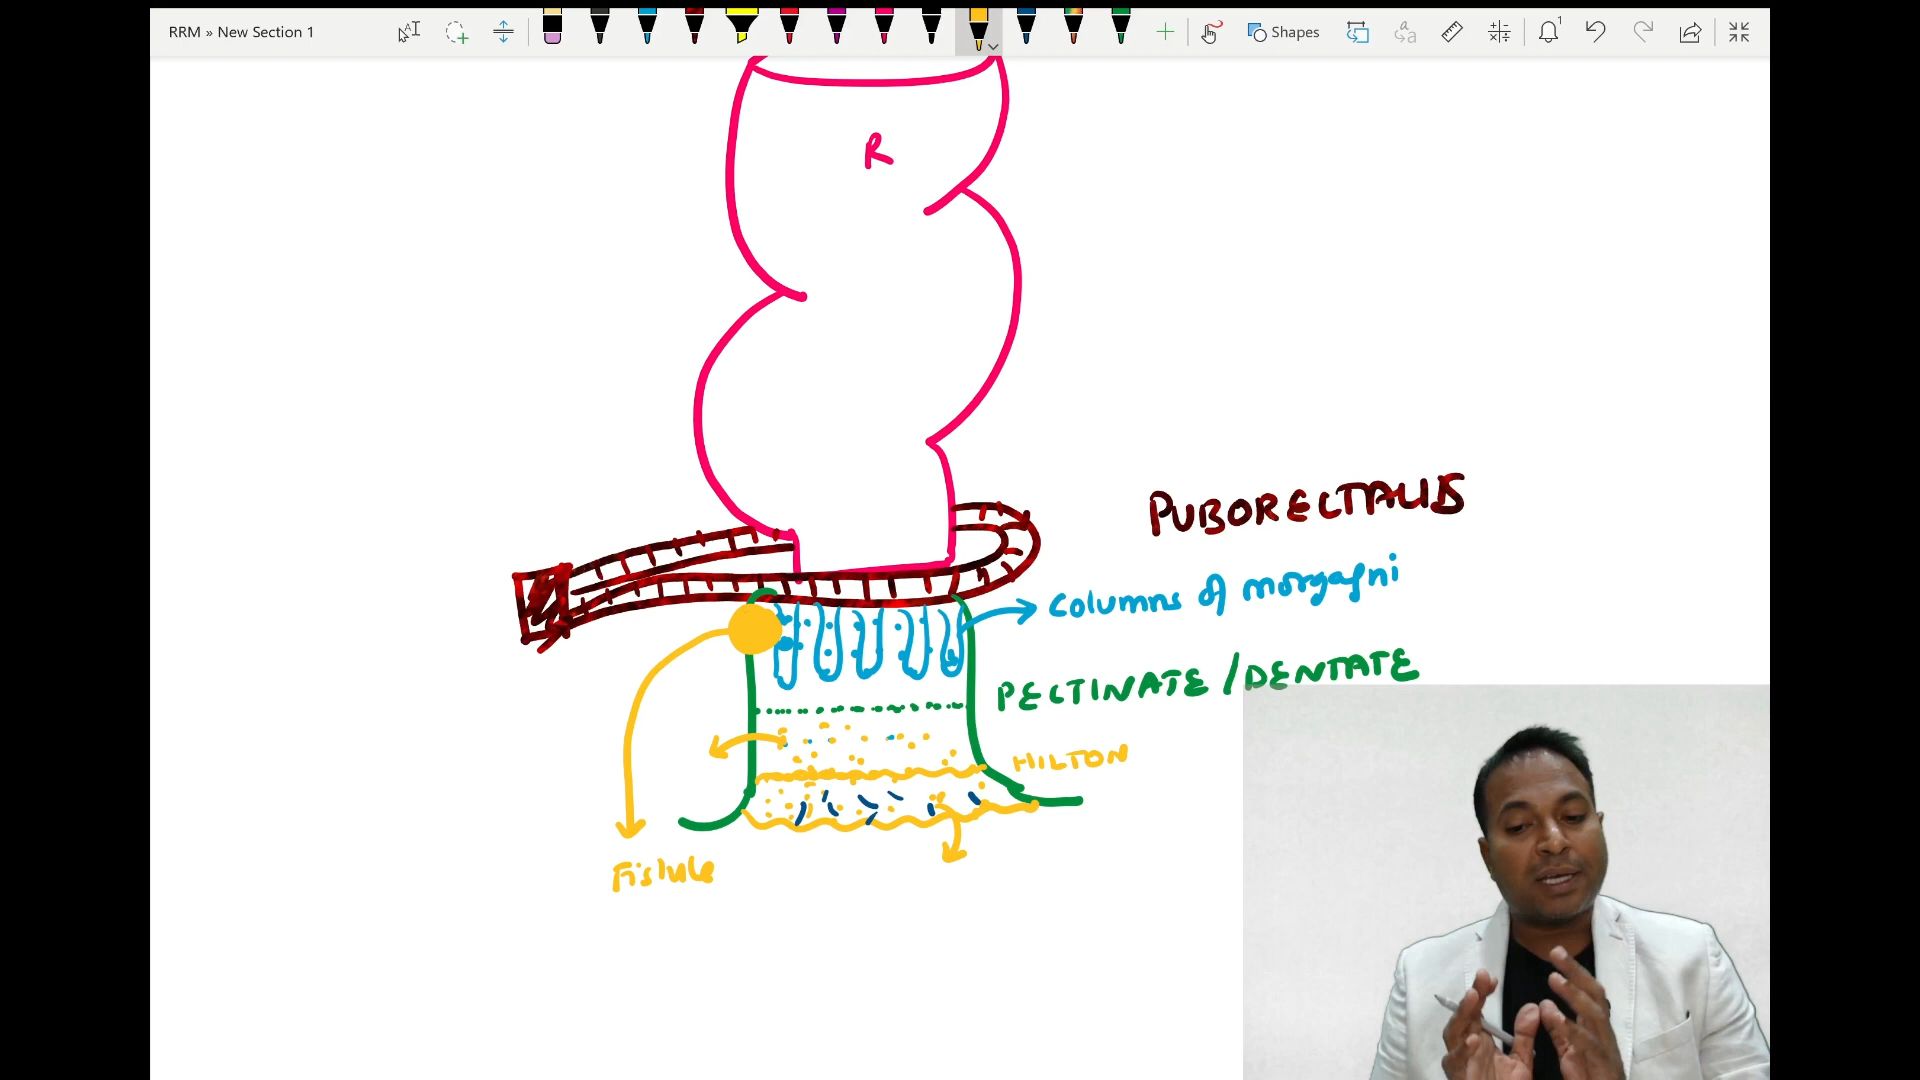 RRM » New Section 1
Shapes
R
PUBORECTALIS
Columns of morgagni
PECTINATE / DENTATE
HILTON
Fistula